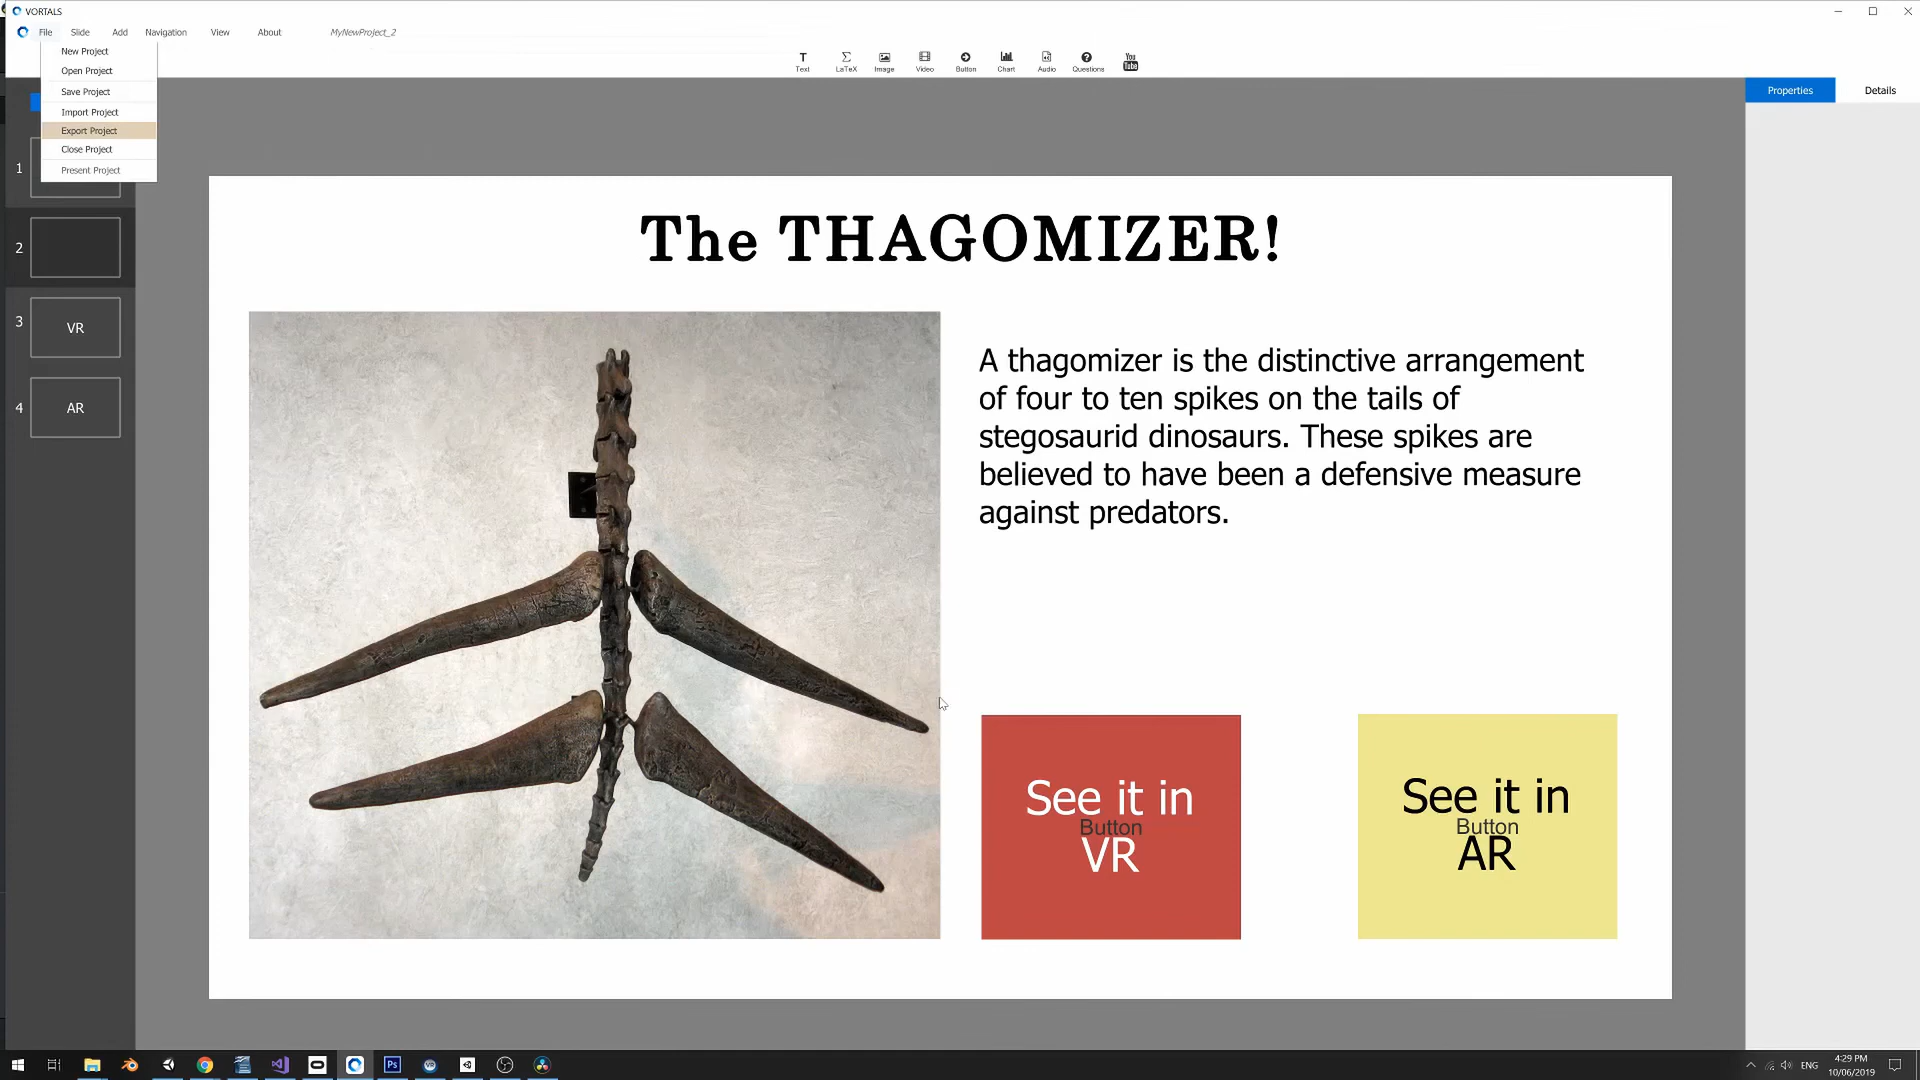 VORTALS
File Slide Add Navigation View About MyNewProject_2
New Project
Open Project
Save Project
Import Project
Export Project
Close Project
Present Project
Text LaTeX Image Video Button Chart Audio Questions You Tube
Properties Details
1
2
3 VR
4 AR
The THAGOMIZER!
A thagomizer is the distinctive arrangement
of four to ten spikes on the tails of
stegosaurid dinosaurs. These spikes are
believed to have been a defensive measure
against predators.
See it in
Button
VR
See it in
Button
AR
Ps
VR
ENG
4:29 PM
10/06/2019